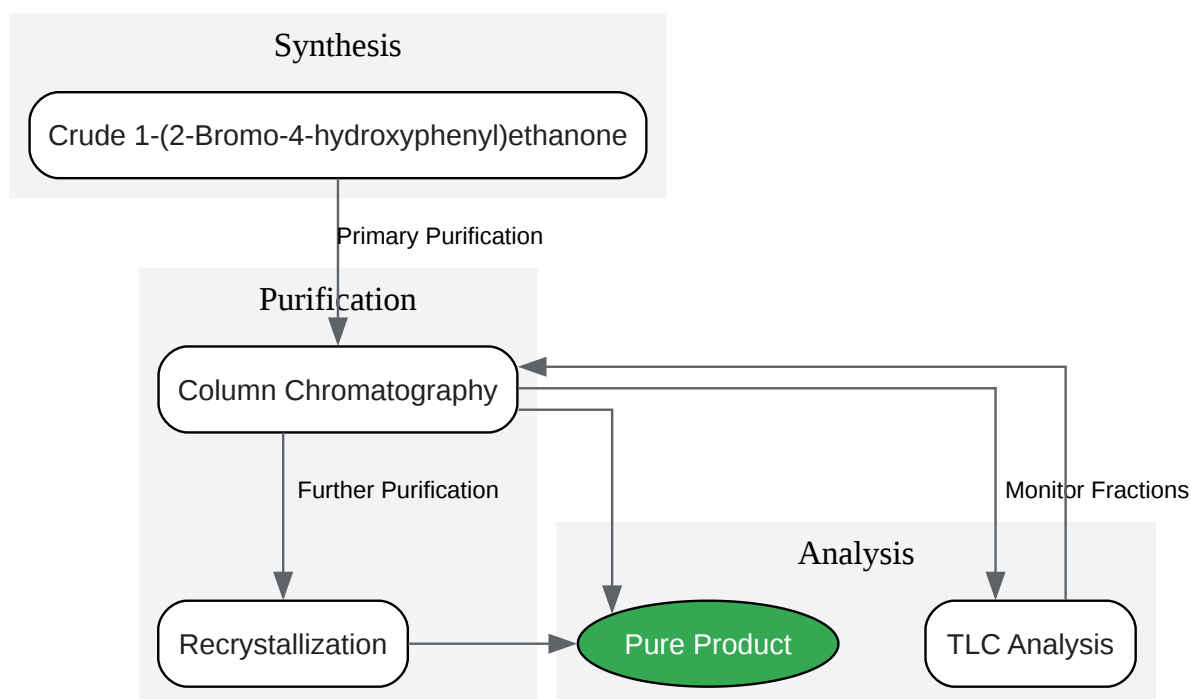 Synthesis
Crude 1-(2-Bromo-4-hydroxyphenyl)ethanone
Primary Purification
Purification
Column Chromatography
Further Purification
Monitor Fractions
Analysis
Recrystallization
Pure Product
TLC Analysis